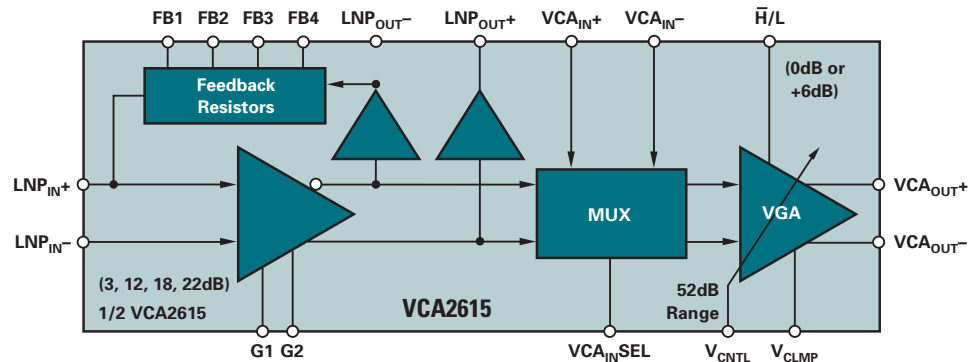 FB1 FB2 FB3 FB4 LNPOUT– LNPOUT+ VCAIN+ VCAIN– H̅/L
Feedback
Resistors
(0dB or
+6dB)
LNPIN+
LNPIN–
MUX
VGA
VCAOUT+
VCAOUT–
(3, 12, 18, 22dB)
1/2 VCA2615
VCA2615
52dB
Range
G1 G2 VCAINSEL VCNTL VCLMP